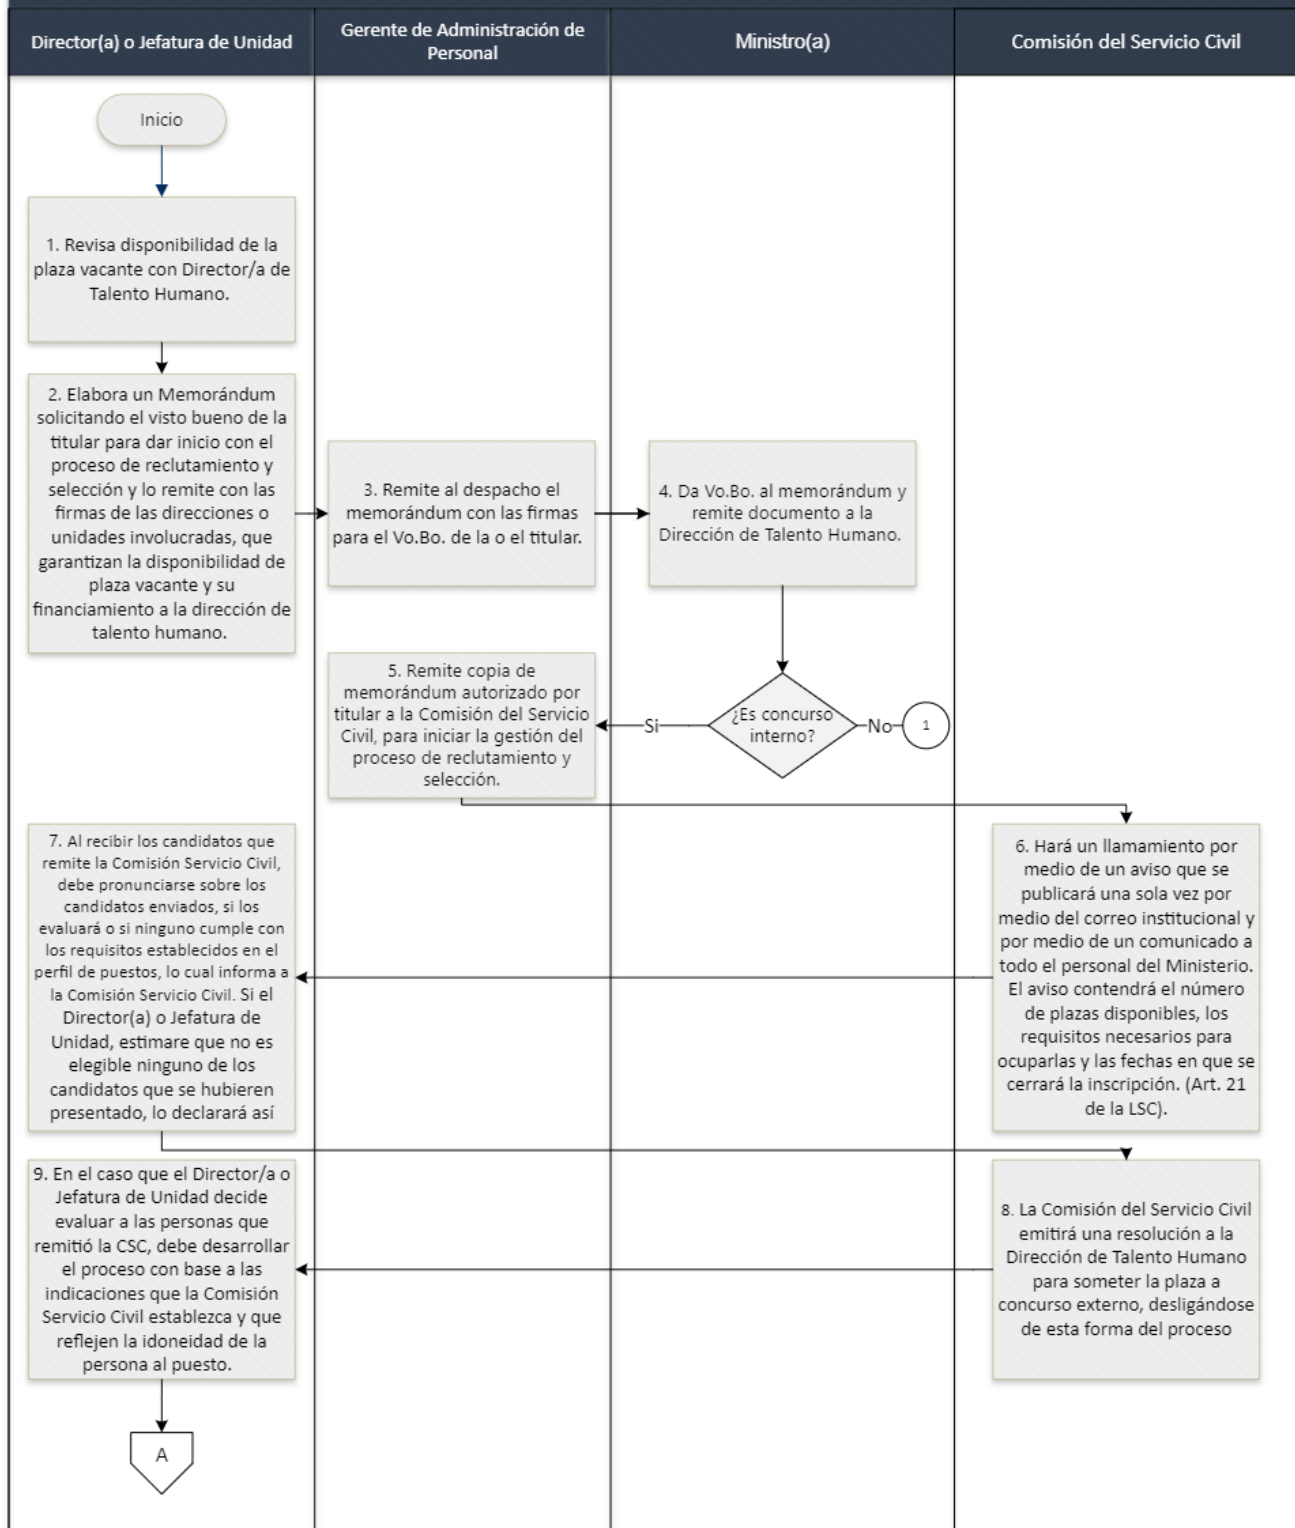 Director(a) o Jefatura de Unidad
Gerente de Administración de
Personal
Ministro(a)
Comisión del Servicio Civil
Inicio
1. Revisa disponibilidad de la
plaza vacante con Director/a de
Talento Humano.
2. Elabora un Memorándum
solicitando el visto bueno de la
titular para dar inicio con el
proceso de reclutamiento y
selección y lo remite con las
firmas de las direcciones o
unidades involucradas, que
garantizan la disponibilidad de
plaza vacante y su
financiamiento a la dirección de
talento humano.
3. Remite al despacho el
memorándum con las firmas
para el Vo.Bo. de la o el titular.
4. Da Vo.Bo. al memorándum y
remite documento a la
Dirección de Talento Humano.
¿Es concurso
interno?
Si
No
1
5. Remite copia de
memorándum autorizado por
titular a la Comisión del Servicio
Civil, para iniciar la gestión del
proceso de reclutamiento y
selección.
6. Hará un llamamiento por
medio de un aviso que se
publicará una sola vez por
medio del correo institucional y
por medio de un comunicado a
todo el personal del Ministerio.
El aviso contendrá el número
de plazas disponibles, los
requisitos necesarios para
ocuparlas y las fechas en que se
cerrará la inscripción. (Art. 21
de la LSC).
7. Al recibir los candidatos que
remite la Comisión Servicio Civil,
debe pronunciarse sobre los
candidatos enviados, si los
evaluará o si ninguno cumple con
los requisitos establecidos en el
perfil de puestos, lo cual informa a
la Comisión Servicio Civil. Si el
Director(a) o Jefatura de
Unidad, estimare que no es
elegible ninguno de los
candidatos que se hubieren
presentado, lo declarará así
8. La Comisión del Servicio Civil
emitirá una resolución a la
Dirección de Talento Humano
para someter la plaza a
concurso externo, desligándose
de esta forma del proceso
9. En el caso que el Director/a o
Jefatura de Unidad decide
evaluar a las personas que
remitió la CSC, debe desarrollar
el proceso con base a las
indicaciones que la Comisión
Servicio Civil establezca y que
reflejen la idoneidad de la
persona al puesto.
A